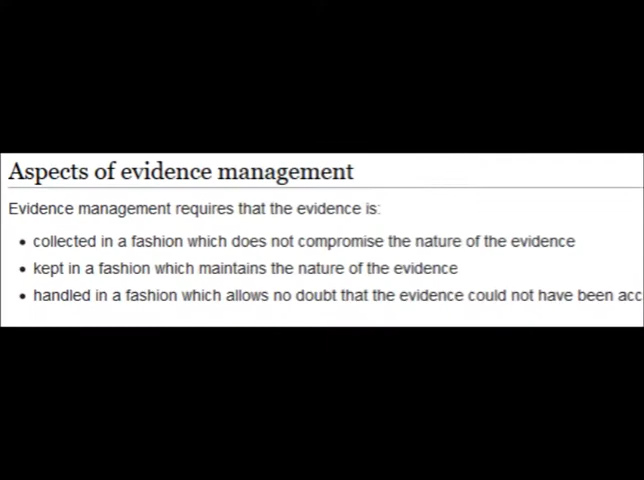 Aspects of evidence management
Evidence management requires that the evidence is:
• collected in a fashion which does not compromise the nature of the evidence
• kept in a fashion which maintains the nature of the evidence
• handled in a fashion which allows no doubt that the evidence could not have been